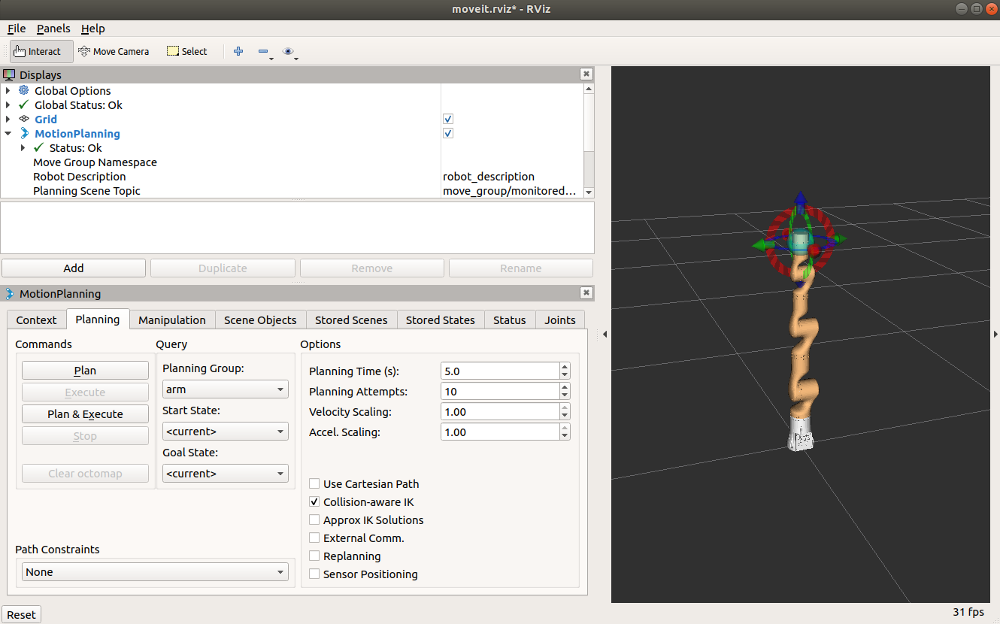 moveit.rviz* - RViz
File Panels Help
Interact Move Camera Select
Displays
Global Options
Global Status: Ok
Grid
MotionPlanning
Status: Ok
Move Group Namespace
Robot Description robot_description
Planning Scene Topic move_group/monitored…
Add Duplicate Remove Rename
MotionPlanning
Context Planning Manipulation Scene Objects Stored Scenes Stored States Status Joints
Commands
Plan
Execute
Plan & Execute
Stop
Clear octomap
Query
Planning Group:
arm
Start State:
<current>
Goal State:
<current>
Options
Planning Time (s): 5.0
Planning Attempts: 10
Velocity Scaling: 1.00
Accel. Scaling: 1.00
Use Cartesian Path
Collision-aware IK
Approx IK Solutions
External Comm.
Replanning
Sensor Positioning
Path Constraints
None
Reset
31 fps